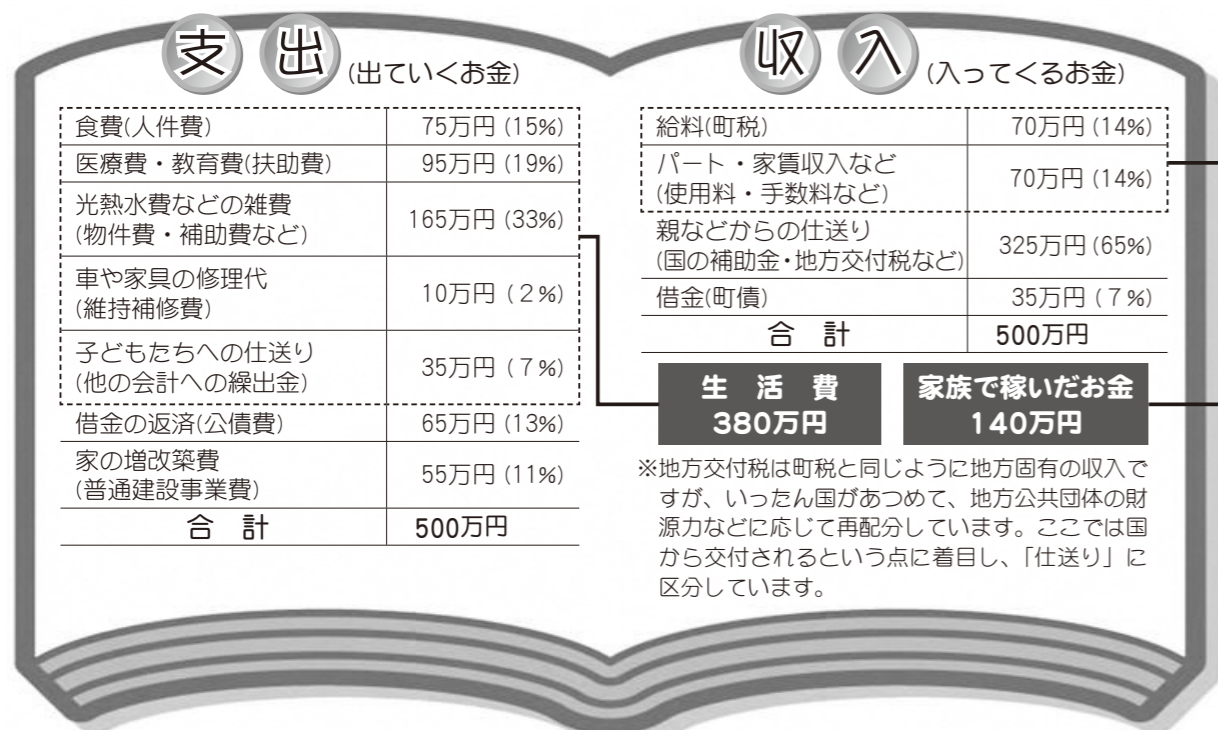 支出(出ていくお金)
食費(人件費) 75万円(15%)
医療費・教育費(扶助費) 95万円(19%)
光熱水費などの雑費
(物件費・補助費など) 165万円(33%)
車や家具の修理代
(維持補修費) 10万円(2%)
子どもたちへの仕送り
(他の会計への繰出金) 35万円(7%)
借金の返済(公債費) 65万円(13%)
家の増改築費
(普通建設事業費) 55万円(11%)
合計 500万円
収入(入ってくるお金)
給料(町税) 70万円(14%)
パート・家賃収入など
(使用料・手数料など) 70万円(14%)
親などからの仕送り
(国の補助金・地方交付税など) 325万円(65%)
借金(町債) 35万円(7%)
合計 500万円
生活費
380万円
家族で稼いだお金
140万円
※地方交付税は町税と同じように地方固有の収入で
すが、いったん国があつめて、地方公共団体の財
源力などに応じて再配分しています。ここでは国
から交付されるという点に着目し、「仕送り」に
区分しています。